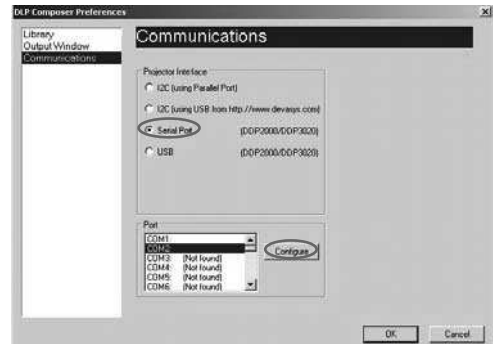 DLP Composer Preferences
Library
Output Window
Communications
Communications
Projector Interface
I2C (using Parallel Port)
I2C (using USB from http://www.devasys.com)
Serial Port (DDP2000/DDP3020)
USB (DDP2000/DDP3020)
Port
COM1:
COM2:
COM3: (Not found)
COM4: (Not found)
COM5: (Not found)
COM6: (Not found)
Configure
OK
Cancel